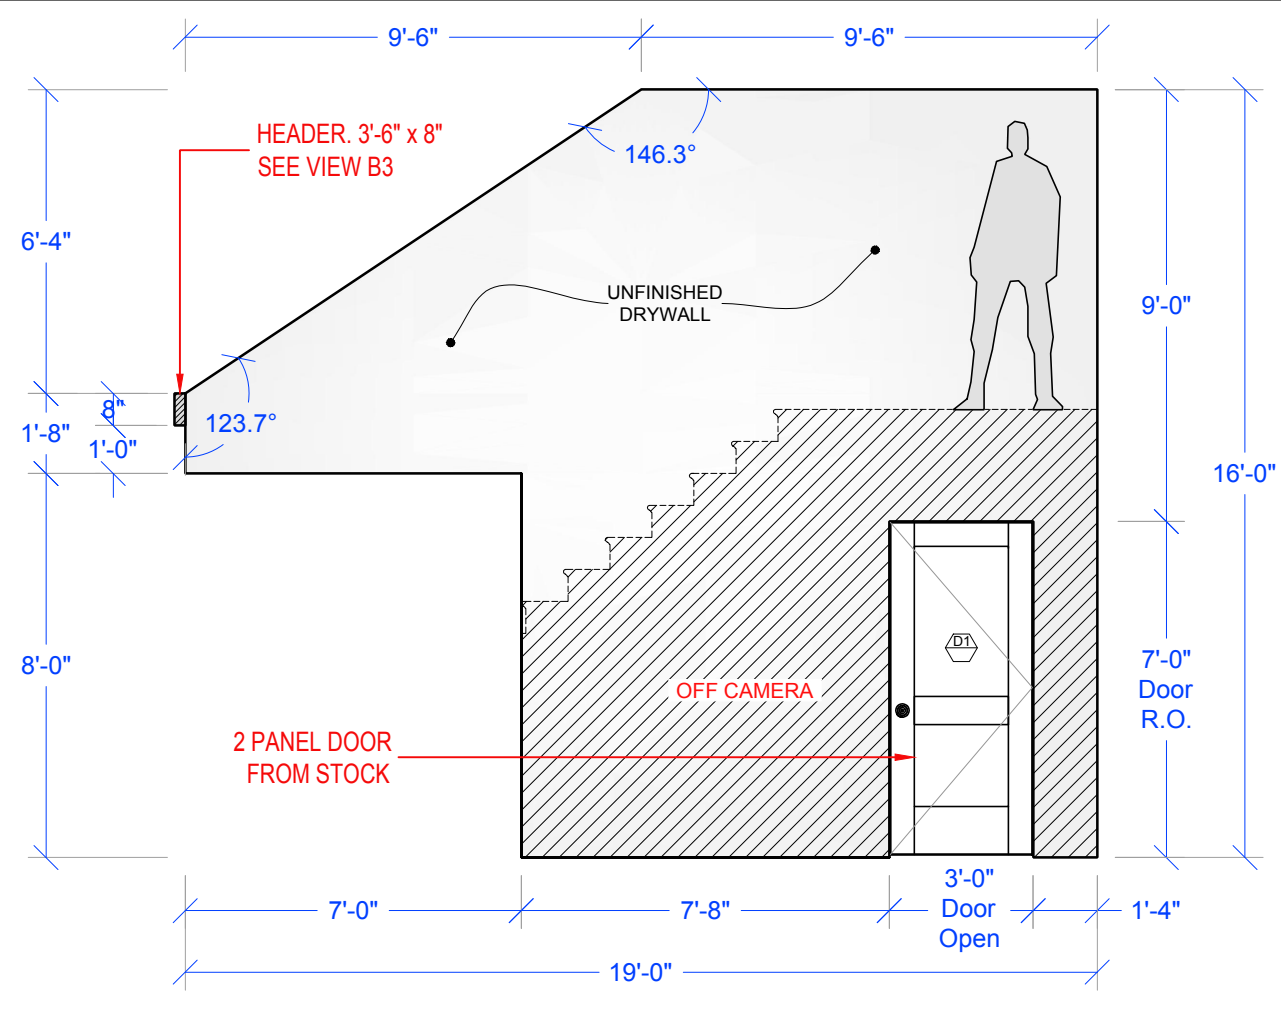 9'-6"
9'-6"
HEADER. 3'-6" x 8"
SEE VIEW B3
146.3°
6'-4"
UNFINISHED
DRYWALL
9'-0"
8"
1'-8"
1'-0"
123.7°
16'-0"
8'-0"
D1
7'-0"
Door
R.O.
OFF CAMERA
2 PANEL DOOR
FROM STOCK
7'-0"
7'-8"
3'-0"
Door
Open
1'-4"
19'-0"